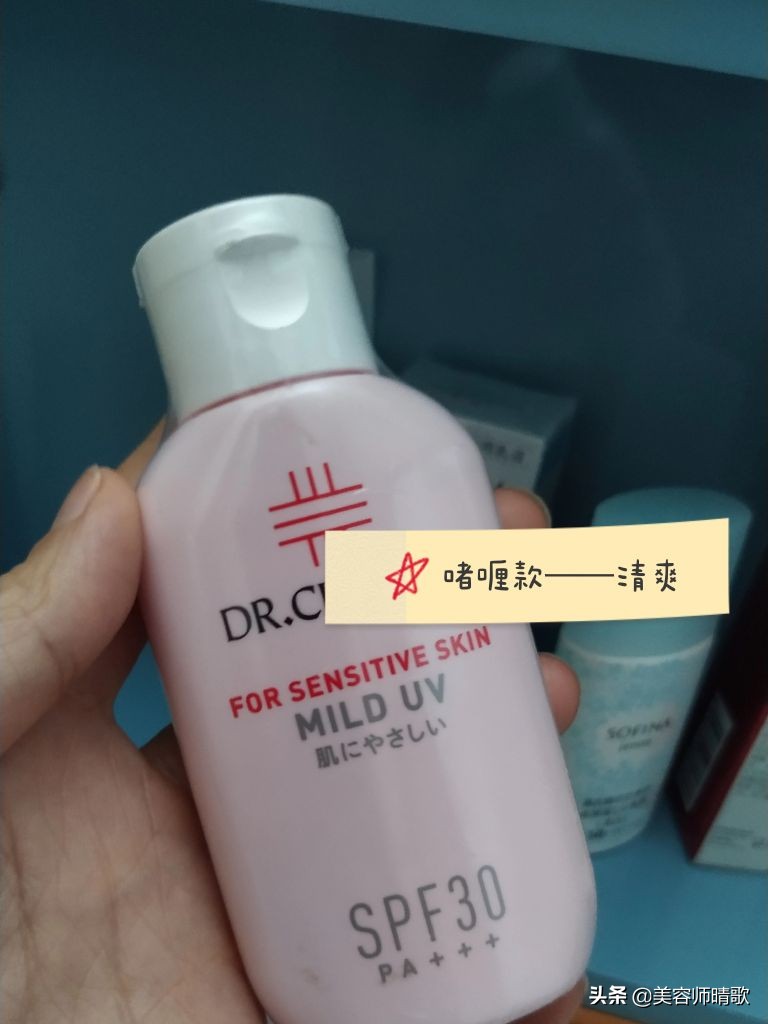 DR.C
啫喱款——清爽
FOR SENSITIVE SKIN
MILD UV
肌にやさしい
SOFINA
SPF30
PA+++
头条 @美容师晴歌